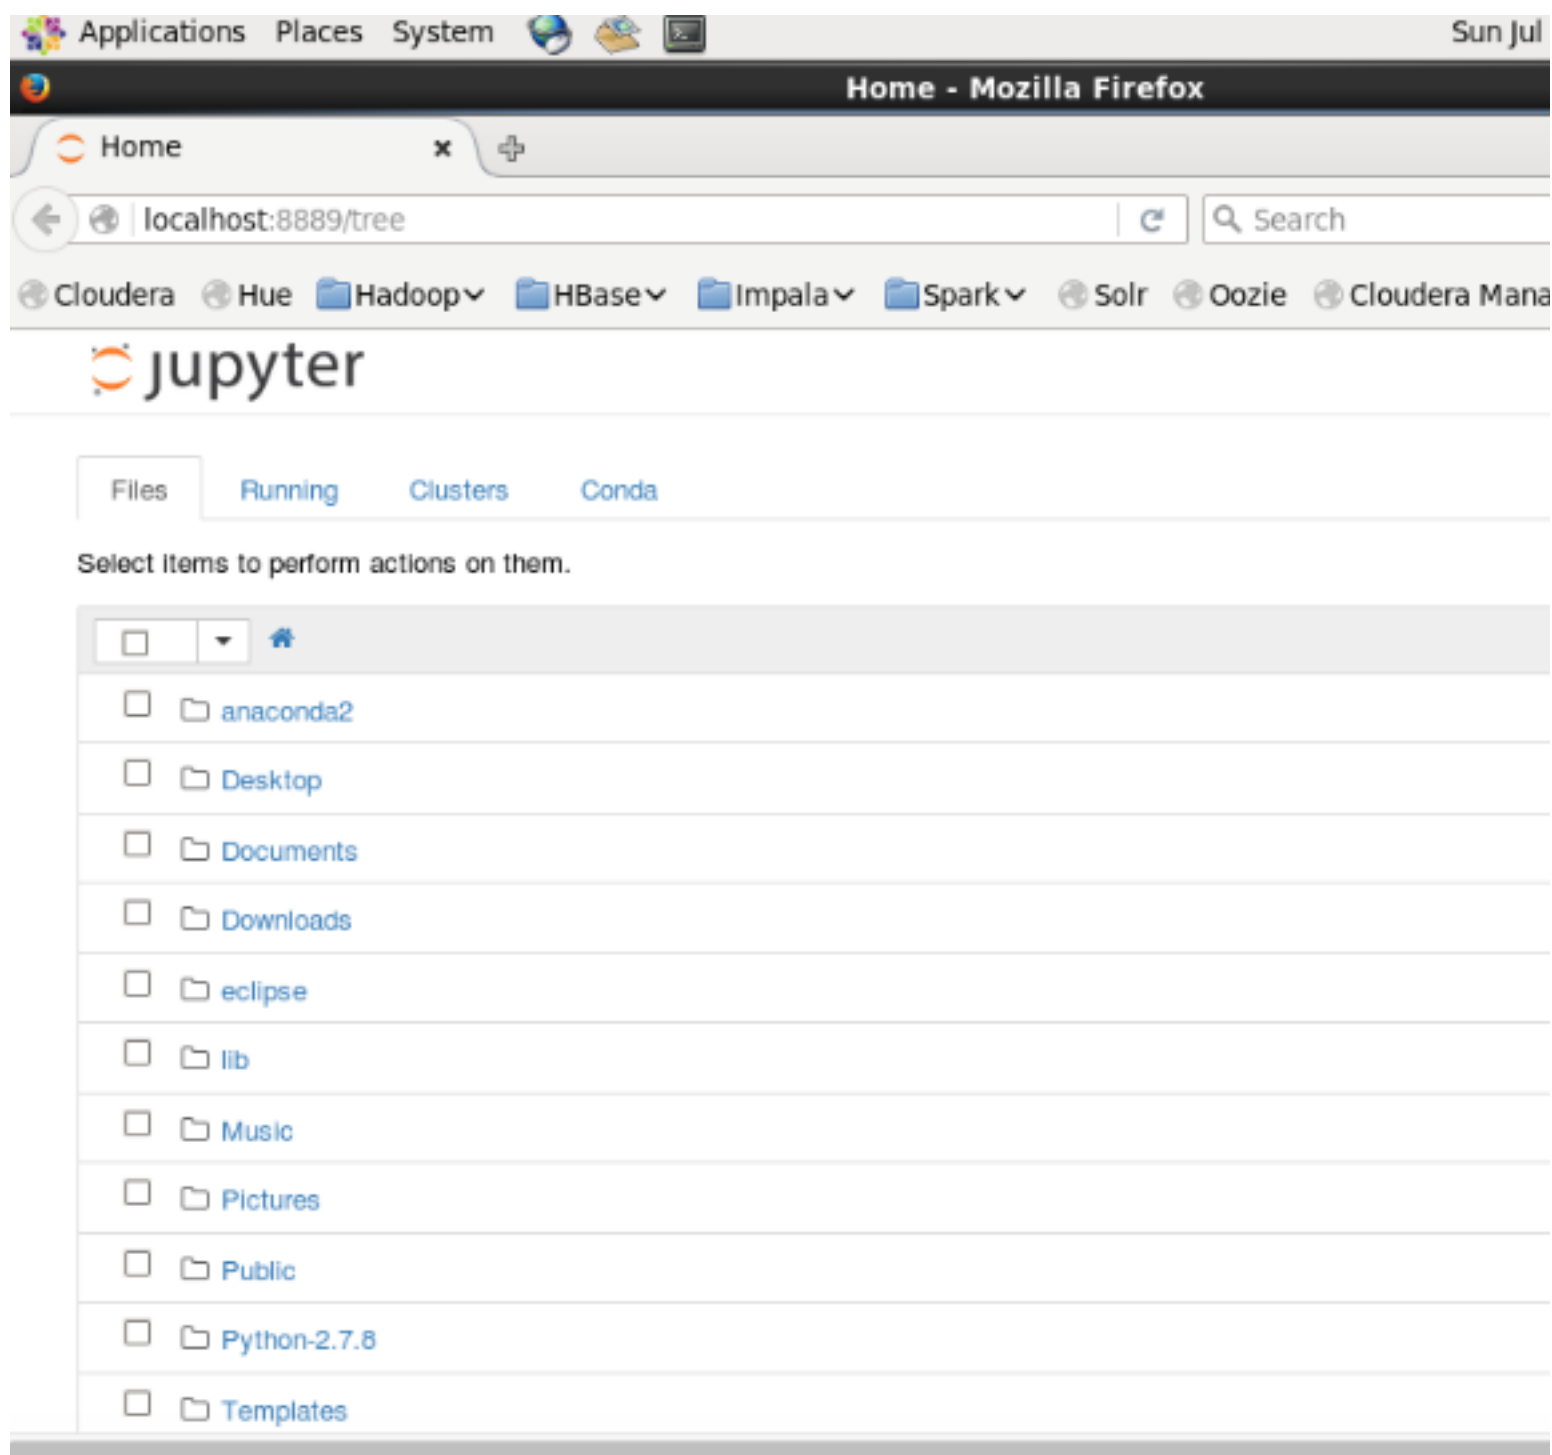 Applications Places System Sun Jul
Home - Mozilla Firefox
Home
localhost:8889/tree Search
Cloudera Hue Hadoop HBase Impala Spark Solr Oozie Cloudera Mana
jupyter
Files Running Clusters Conda
Select items to perform actions on them.
anaconda2
Desktop
Documents
Downloads
eclipse
lib
Music
Pictures
Public
Python-2.7.8
Templates